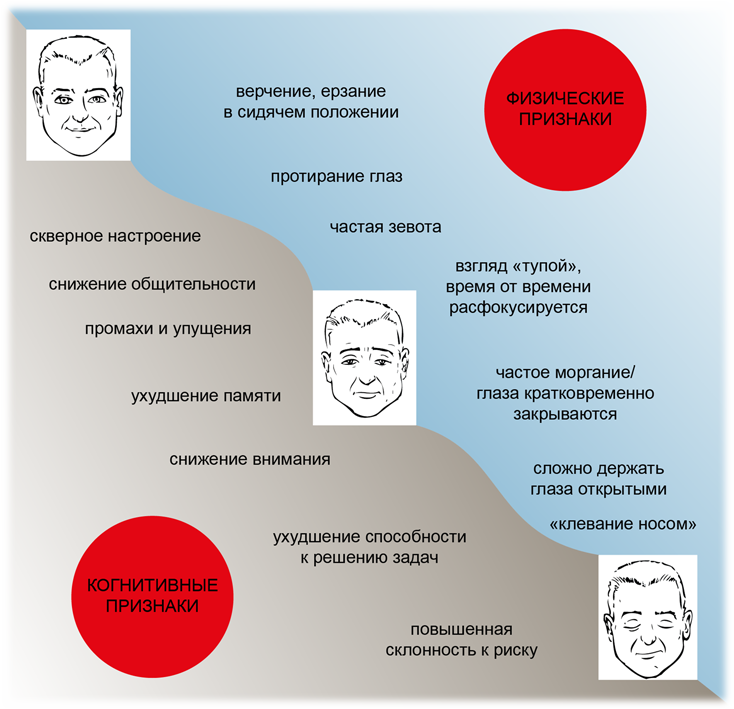 ФИЗИЧЕСКИЕ
ПРИЗНАКИ
верчение, ерзание
в сидячем положении
протирание глаз
частая зевота
взгляд «тупой»,
время от времени
расфокусируется
частое моргание/
глаза кратковременно
закрываются
сложно держать
глаза открытыми
«клевание носом»
скверное настроение
снижение общительности
промахи и упущения
ухудшение памяти
снижение внимания
ухудшение способности
к решению задач
повышенная
склонность к риску
КОГНИТИВНЫЕ
ПРИЗНАКИ